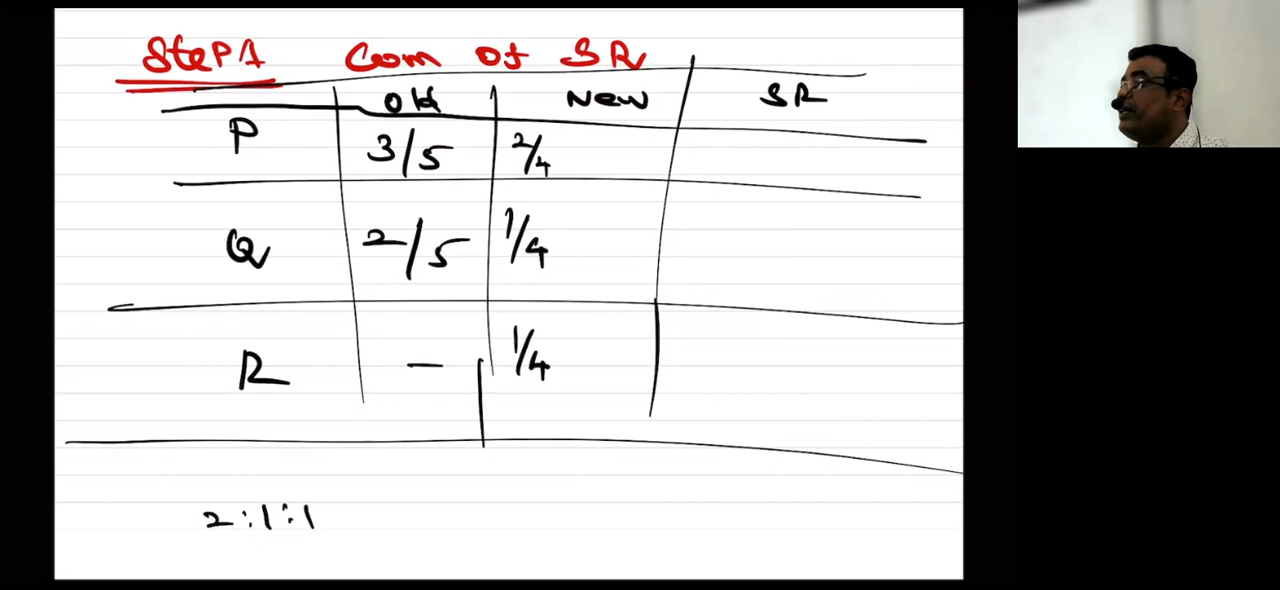 Step 1 Com of SR
Old New SR
P 3/5 2/4
Q 2/5 1/4
R – 1/4
2:1:1